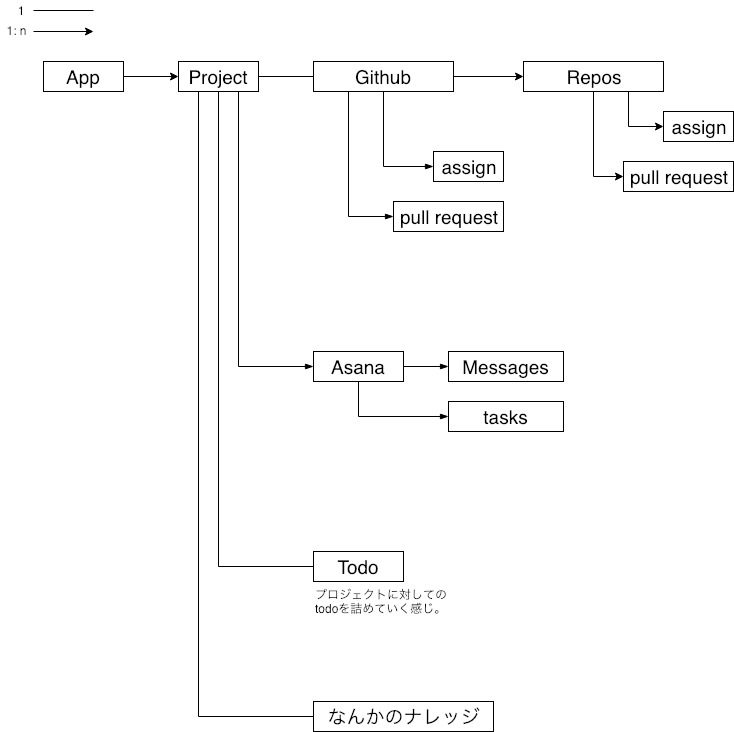 1
1: n
App
Project
Github
Repos
assign
assign
pull request
pull request
Asana
Messages
tasks
Todo
プロジェクトに対しての
todoを詰めていく感じ。
なんかのナレッジ